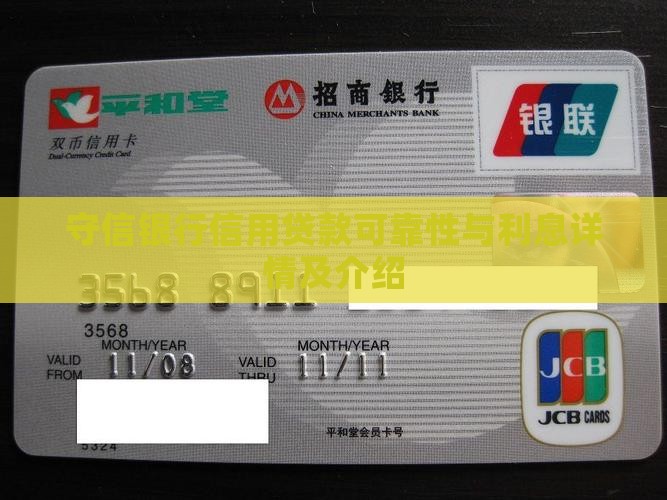 平和堂
招商银行
CHINA MERCHANTS BANK
银联
双币信用卡
Dual-Currency Credit Card
守信银行信用贷款可靠性与利息详
情及介绍
3568 8911
3568
MONTH/YEAR
MONTH/YEAR
VALID FROM 11/08
VALID THRU 11/11
JCB
JCB CARDS
平和堂会员卡号
5324